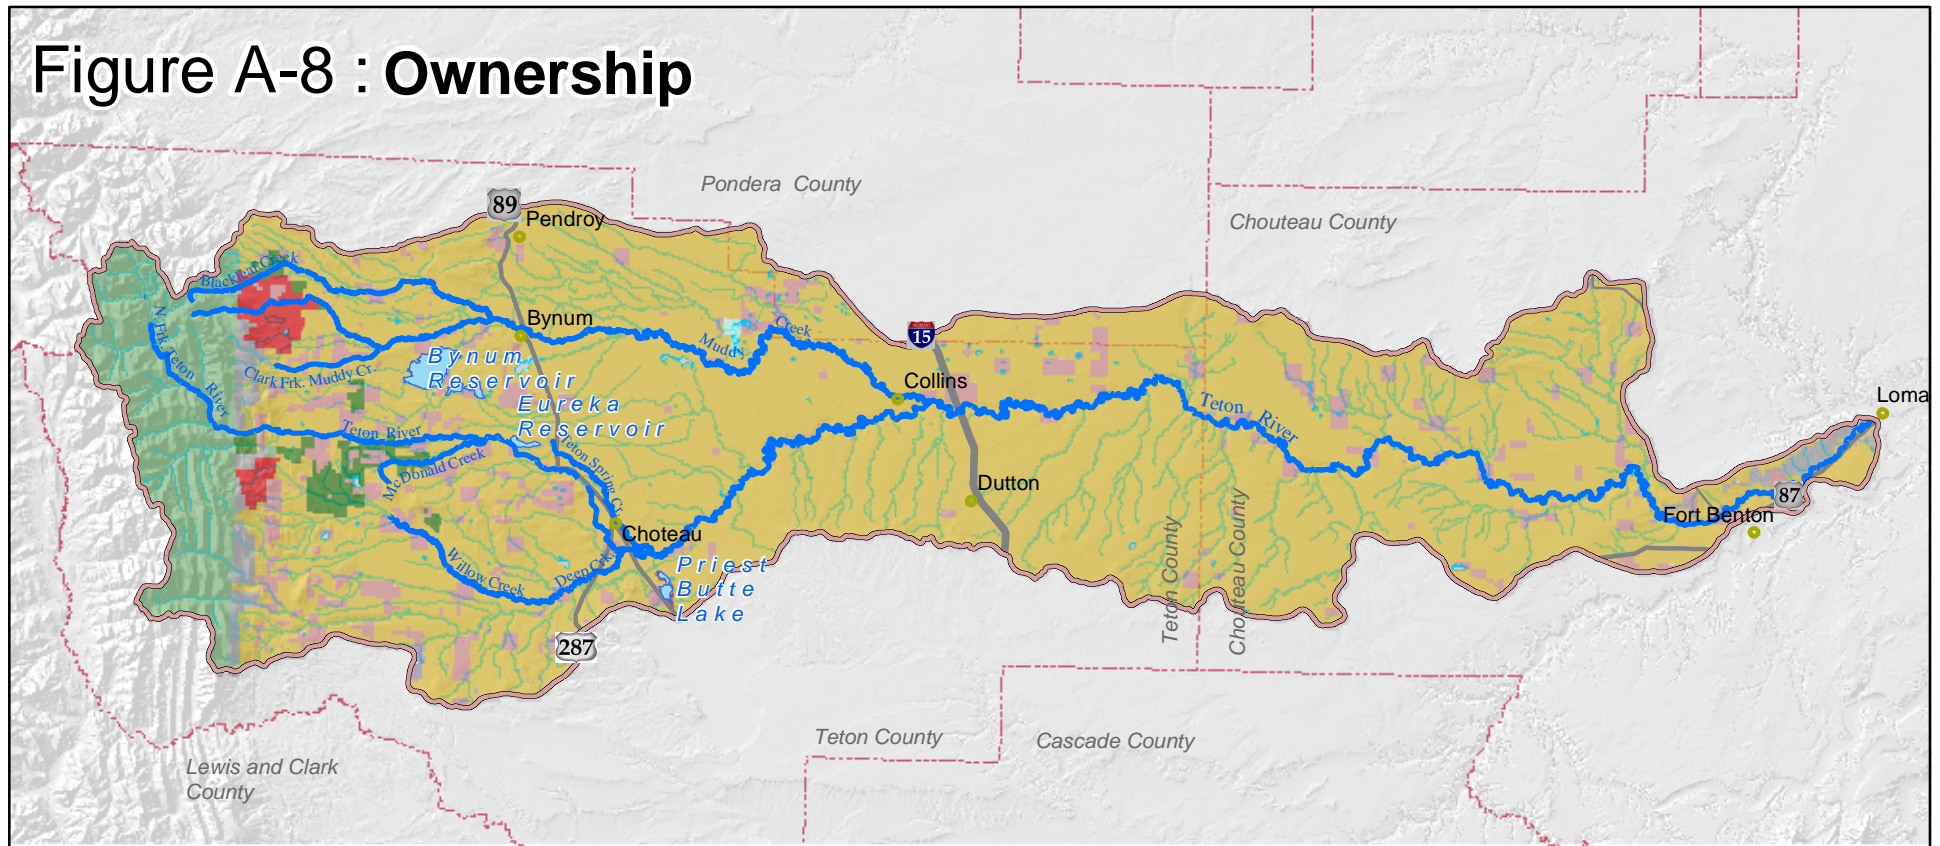 Figure A-8 : Ownership
Pondera County
Chouteau County
89
Pendroy
Blackleaf Creek
N Frk Teton River
Bynum
15
Muddy Creek
Bynum
Reservoir
Clark Frk. Muddy Cr.
Collins
Loma
Eureka
Reservoir
Teton River
Teton River
McDonald Creek
Teton Spring Cr.
Dutton
87
Fort Benton
Choteau
Teton County
Chouteau County
Willow Creek
Deep Crk.
Priest
Butte
Lake
287
Teton County
Cascade County
Lewis and Clark
County